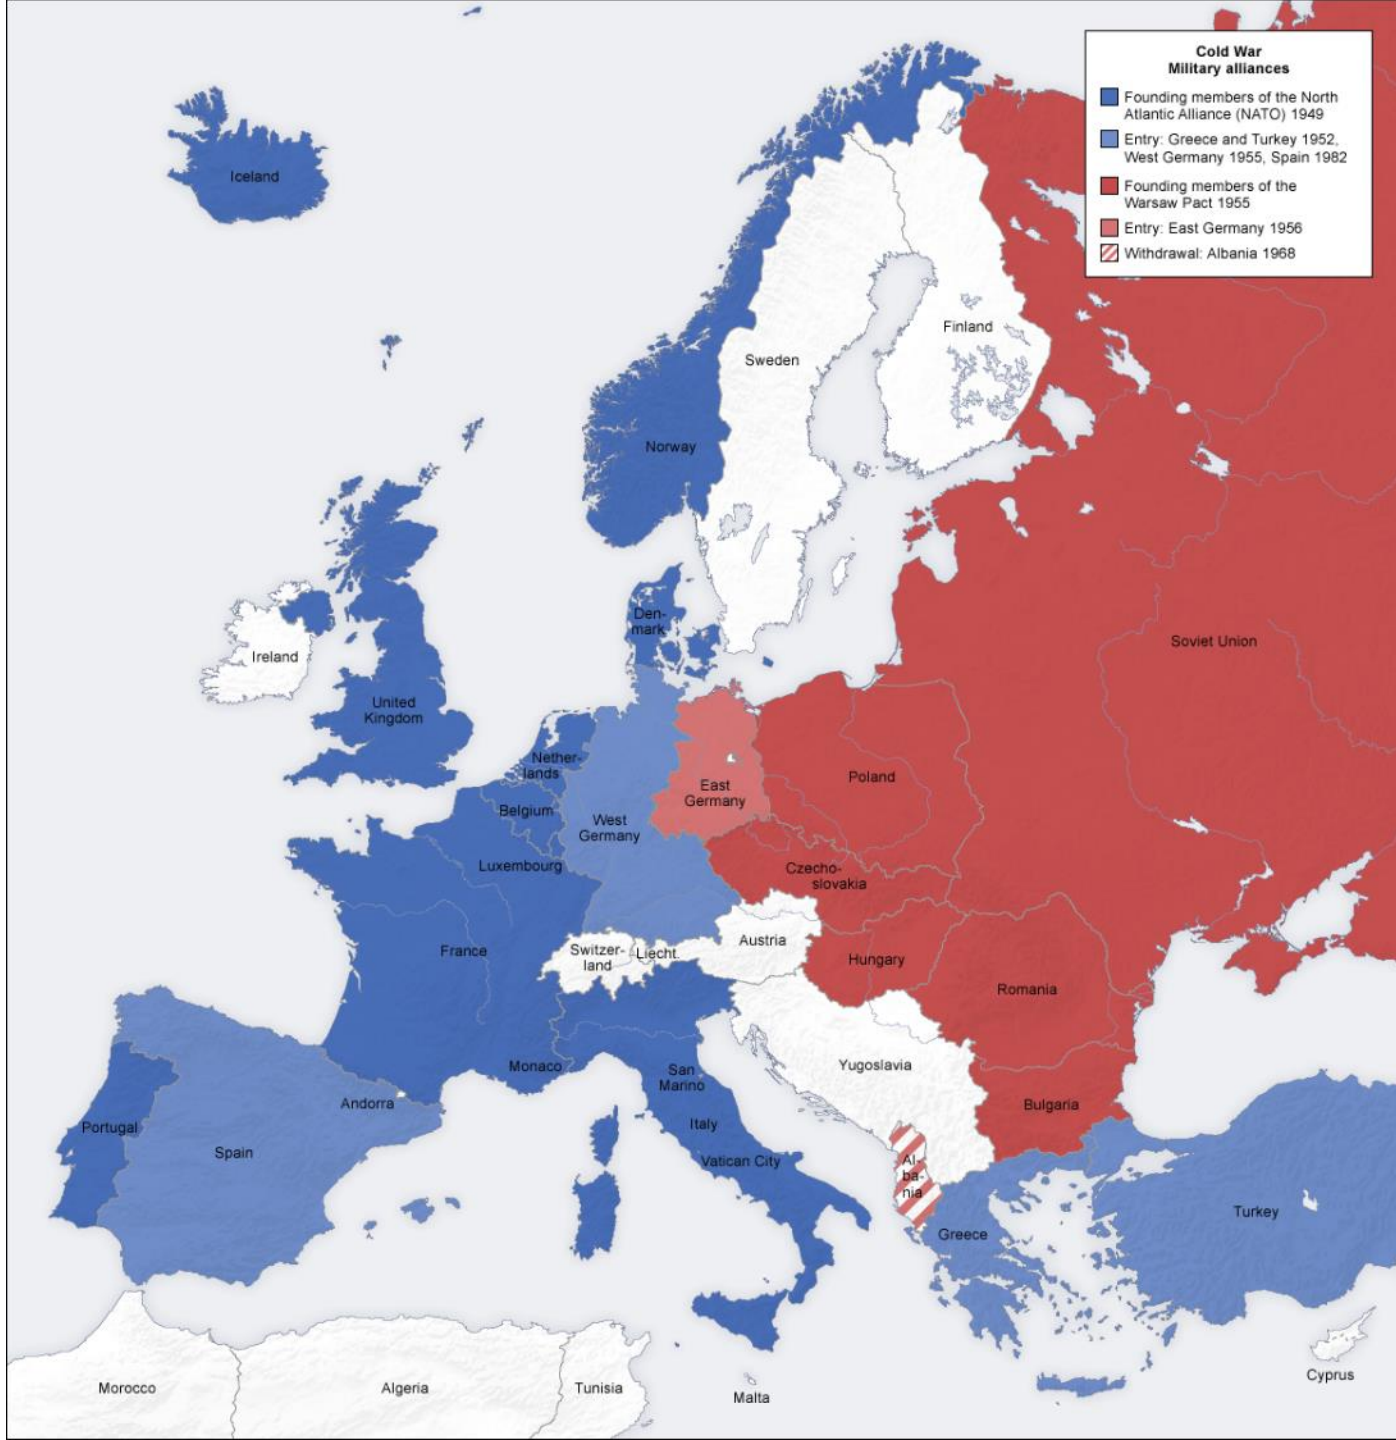 Cold War
Military alliances
Founding members of the North
Atlantic Alliance (NATO) 1949
Entry: Greece and Turkey 1952,
West Germany 1955, Spain 1982
Founding members of the
Warsaw Pact 1955
Entry: East Germany 1956
Withdrawal: Albania 1968
Iceland
Finland
Sweden
Norway
Den-
mark
Ireland
Soviet Union
United
Kingdom
Nether-
lands
East
Germany
Poland
Belgium
West
Germany
Luxembourg
Czecho-
slovakia
France
Switzer-
land
Liecht.
Austria
Hungary
Romania
Monaco
San
Marino
Yugoslavia
Andorra
Bulgaria
Portugal
Spain
Italy
Vatican City
Al-
ba-
nia
Greece
Turkey
Morocco
Algeria
Tunisia
Malta
Cyprus